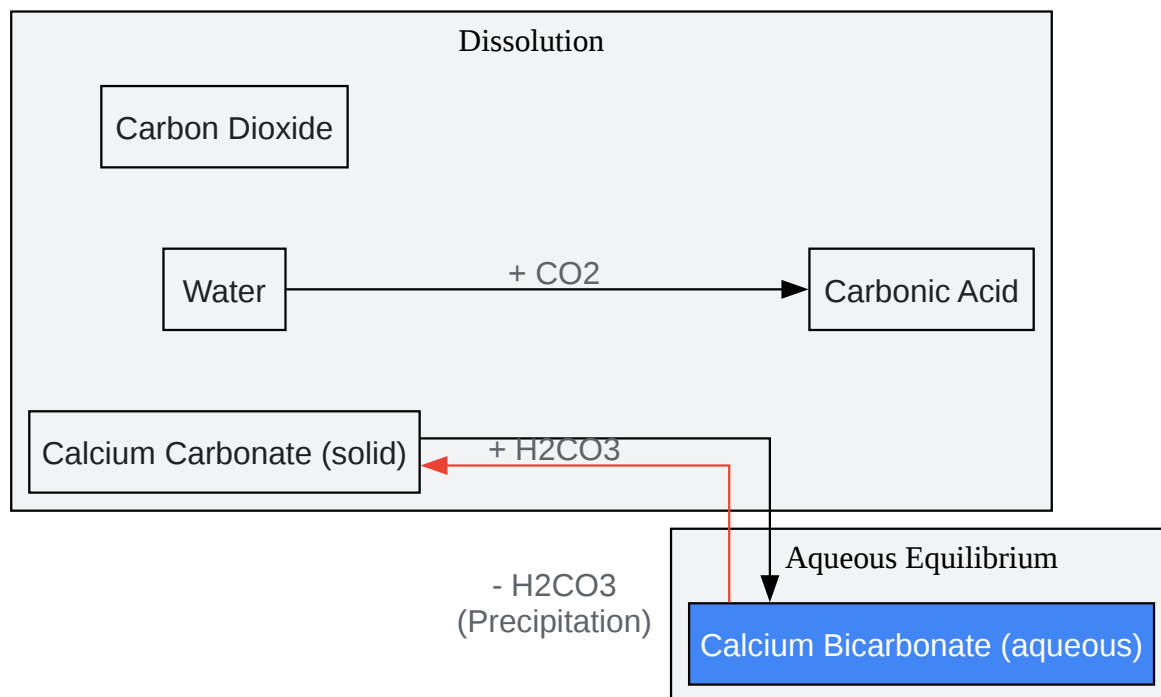 Dissolution
Carbon Dioxide
Water
+ CO2
Carbonic Acid
Calcium Carbonate (solid)
+ H2CO3
Aqueous Equilibrium
- H2CO3
(Precipitation)
Calcium Bicarbonate (aqueous)